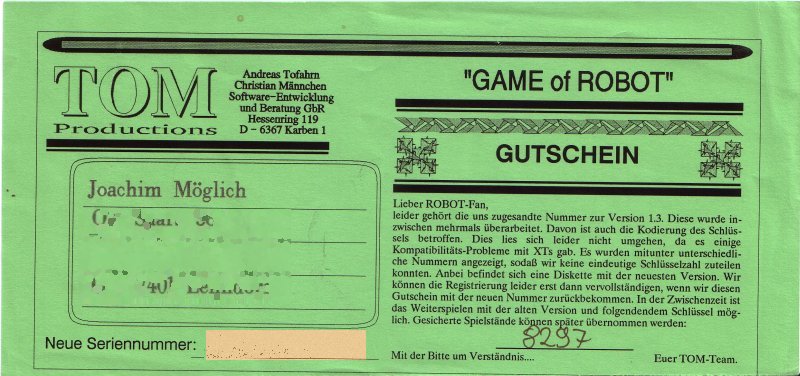 TOM
Productions
Andreas Tofahrn
Christian Männchen
Software-Entwicklung
und Beratung GbR
Hessenring 119
D - 6367 Karben 1
Joachim Möglich
Neue Seriennummer:
"GAME of ROBOT"
GUTSCHEIN
Lieber ROBOT-Fan,
leider gehört die uns zugesandte Nummer zur Version 1.3. Diese wurde in-
zwischen mehrmals überarbeitet. Davon ist auch die Kodierung des Schlüs-
sels betroffen. Dies lies sich leider nicht umgehen, da es einige
Kompatibilitäts-Probleme mit XTs gab. Es wurden mitunter unterschiedli-
che Nummern angezeigt, sodaß wir keine eindeutige Schlüsselzahl zuteilen
konnten. Anbei befindet sich eine Diskette mit der neuesten Version. Wir
können die Registrierung leider erst dann vervollständigen, wenn wir diesen
Gutschein mit der neuen Nummer zurückbekommen. In der Zwischenzeit ist
das Weiterspielen mit der alten Version und folgendem Schlüssel mög-
lich. Gesicherte Spielstände können später übernommen werden:
8297
Mit der Bitte um Verständnis.... Euer TOM-Team.